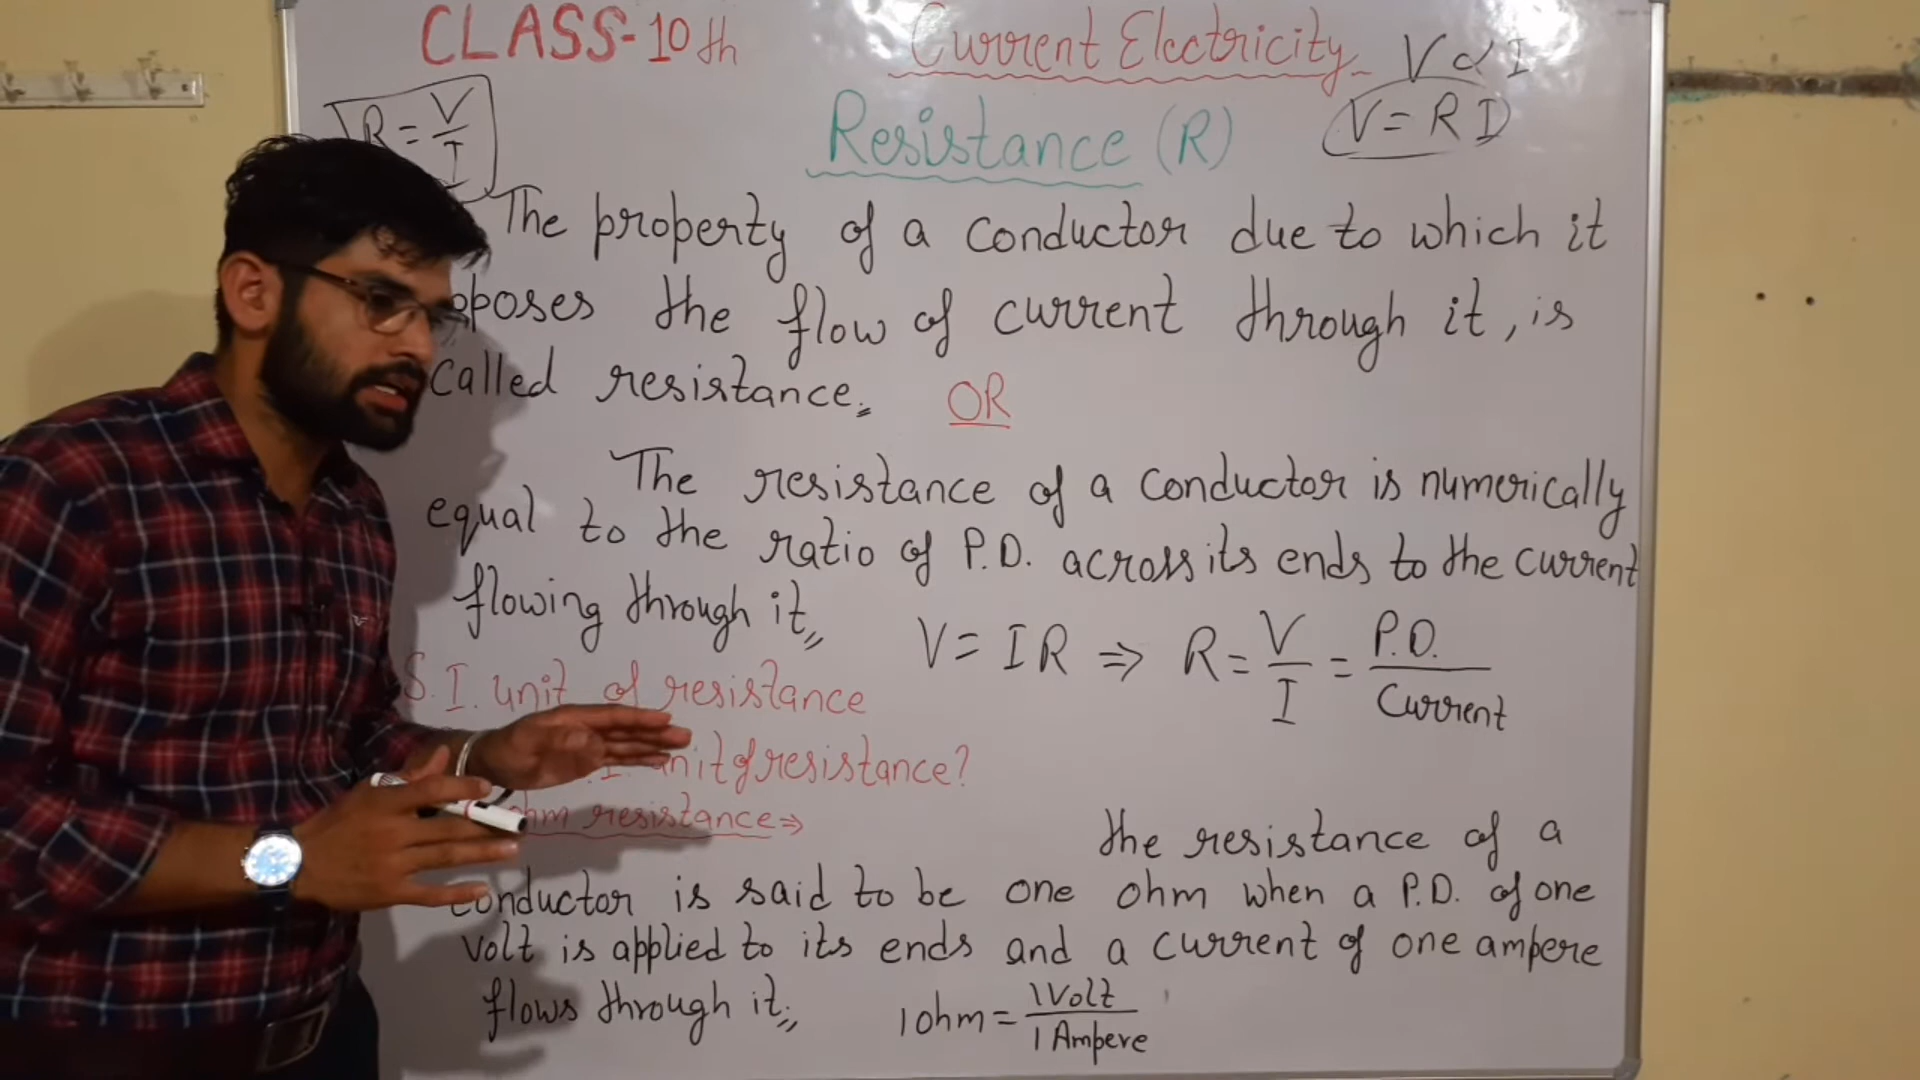 CLASS-10th
Current Electricity
V ∝ I
R = V/I
Resistance (R)
V = R I
The property of a conductor due to which it
pposes the flow of current through it, is
called resistance.
OR
The resistance of a conductor is numerically
equal to the ratio of P.D. across its ends to the current
flowing through it,
V = IR ⇒ R = V/I = P.D./Current
S.I. unit of resistance
I. unit of resistance?
ohm resistance ⇒
the resistance of a
conductor is said to be one ohm when a P.D. of one
volt is applied to its ends and a current of one ampere
flows through it.
1 ohm = 1 Volt/1 Ampere